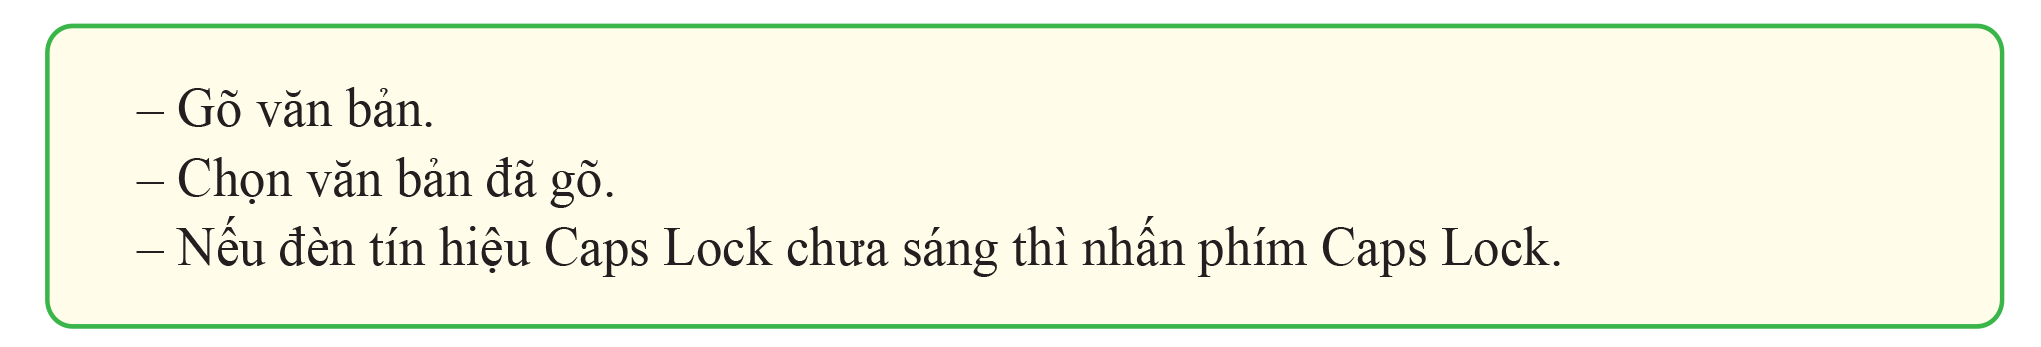 – Gõ văn bản.
– Chọn văn bản đã gõ.
– Nếu đèn tín hiệu Caps Lock chưa sáng thì nhấn phím Caps Lock.